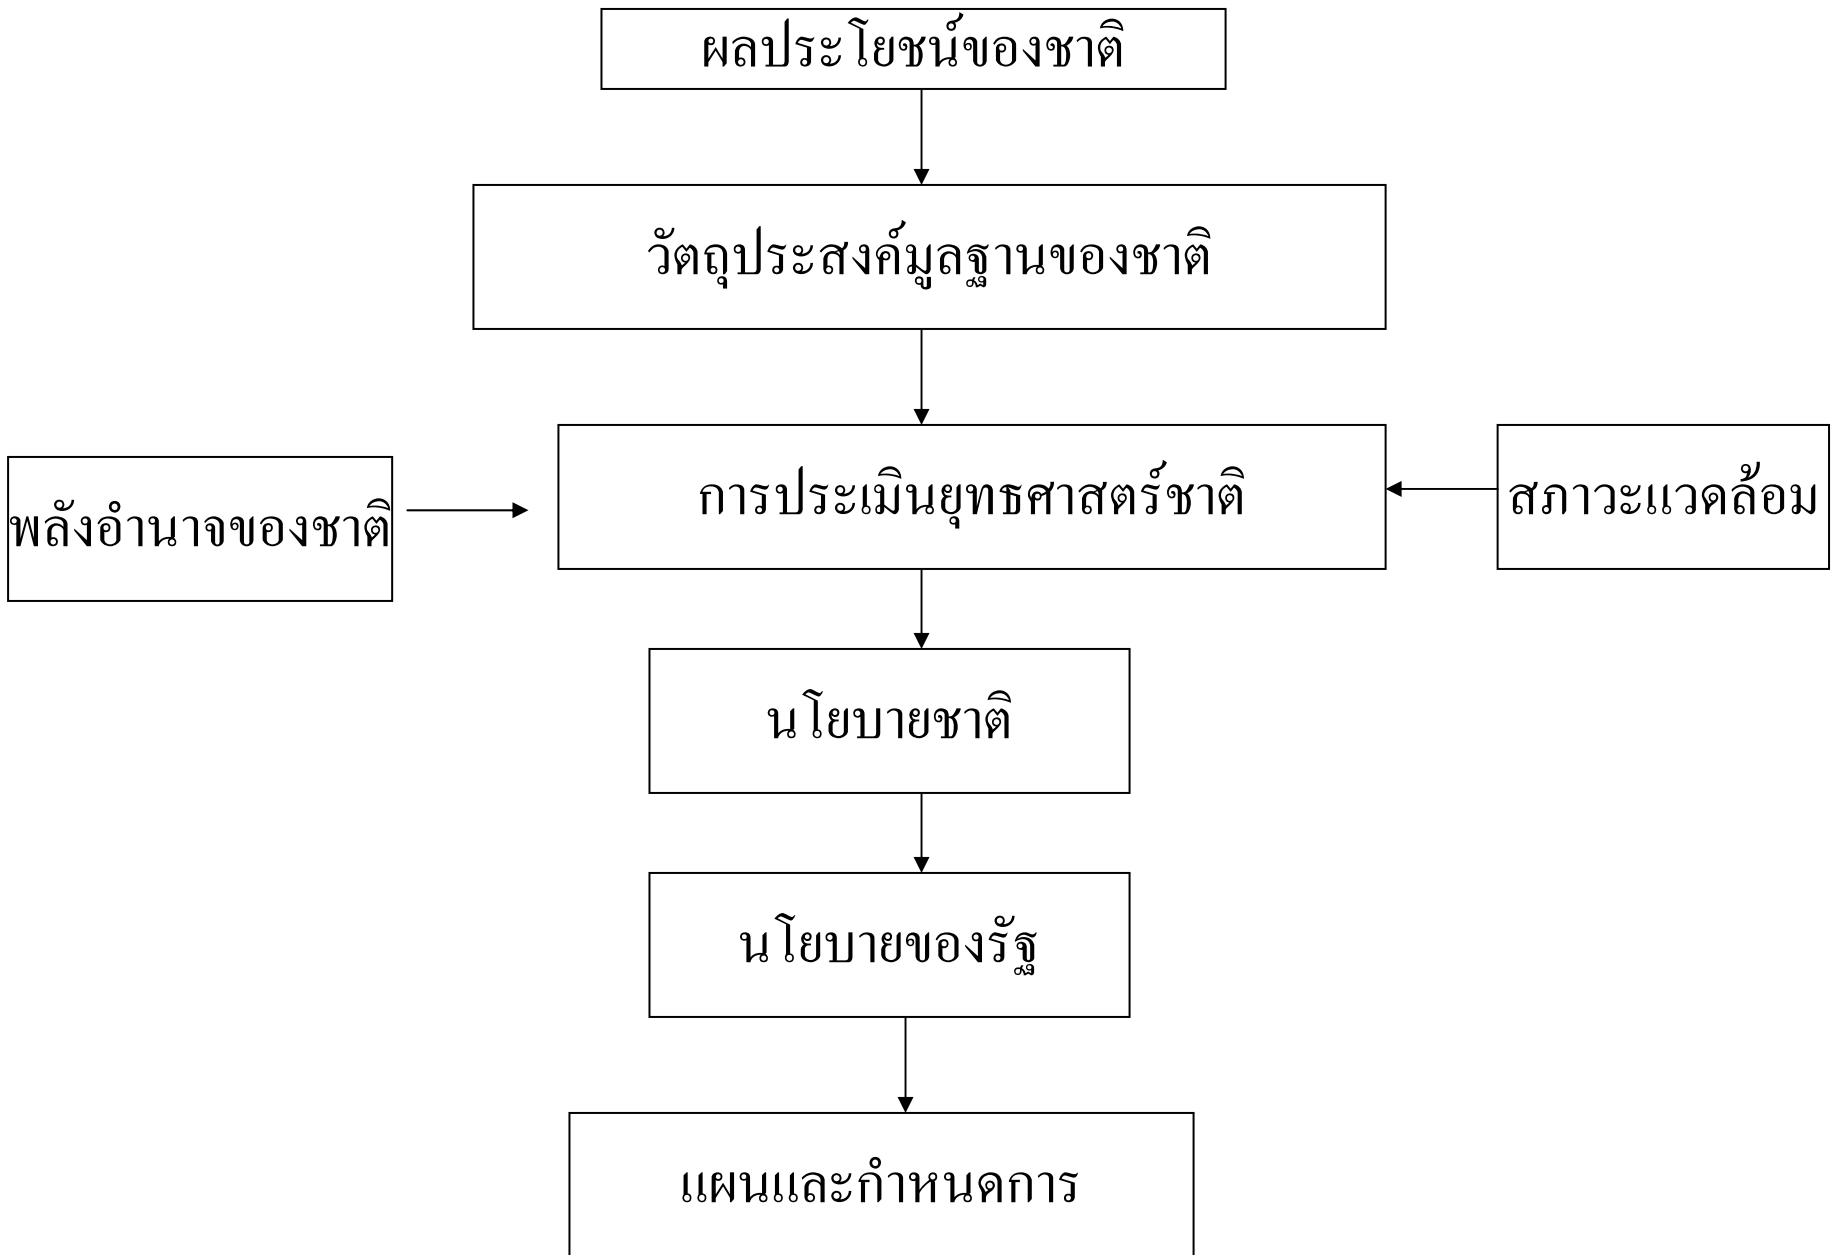 ผลประโยชน์ของชาติ
วัตถุประสงค์มูลฐานของชาติ
พลังอำนาจของชาติ
การประเมินยุทธศาสตร์ชาติ
สภาวะแวดล้อม
นโยบายชาติ
นโยบายของรัฐ
แผนและกำหนดการ